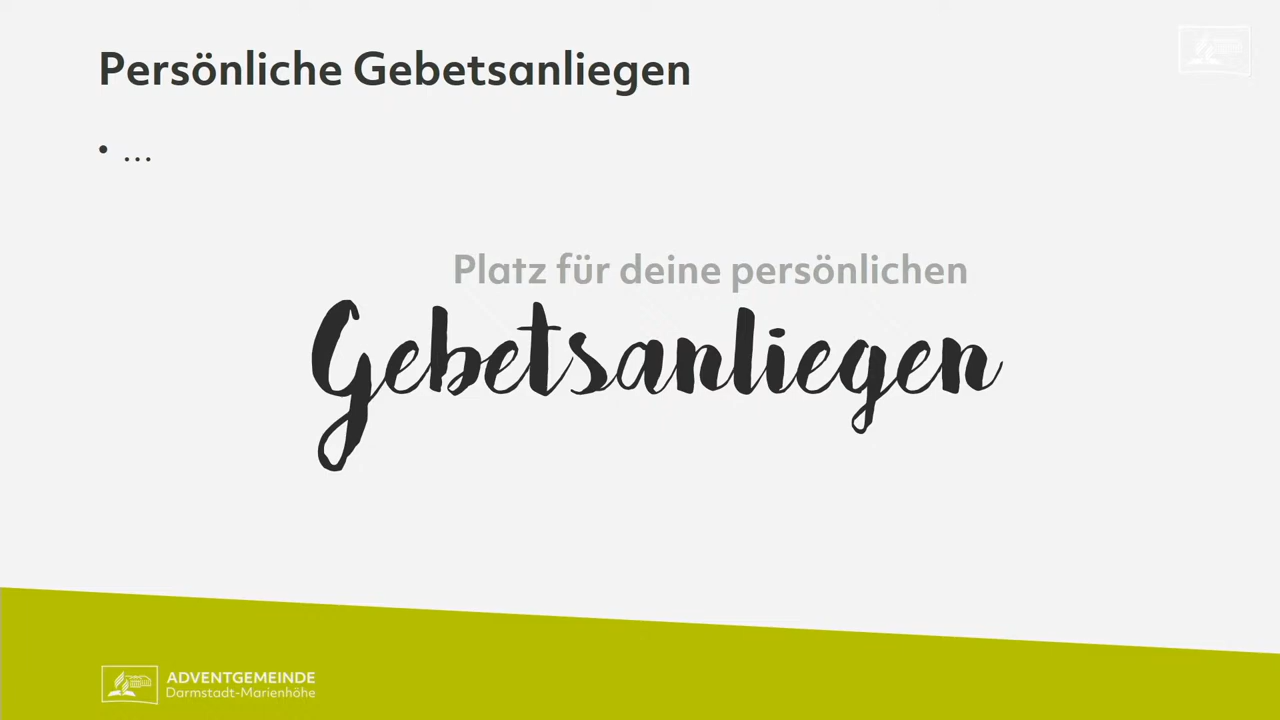 Persönliche Gebetsanliegen
• ...
Platz für deine persönlichen
Gebetsanliegen
ADVENTGEMEINDE
Darmstadt-Marienhöhe